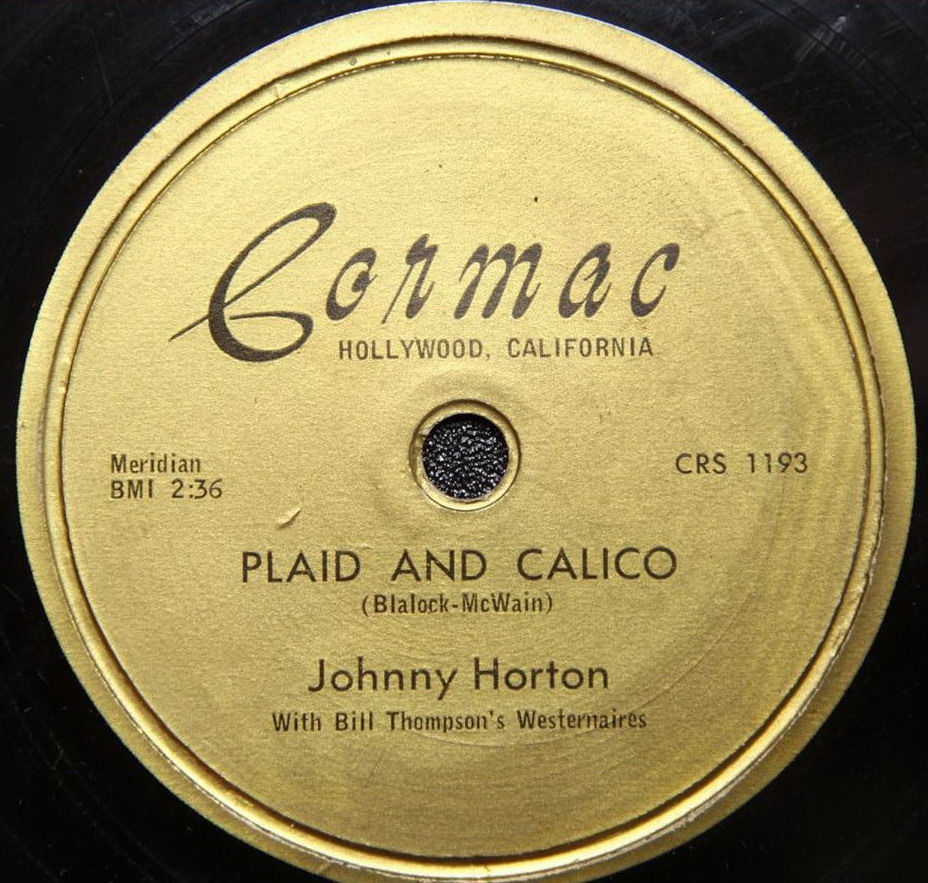 Cormac
HOLLYWOOD, CALIFORNIA
Meridian
BMI 2:36
CRS 1193
PLAID AND CALICO
(Blalock-McWain)
Johnny Horton
With Bill Thompson's Westernaires